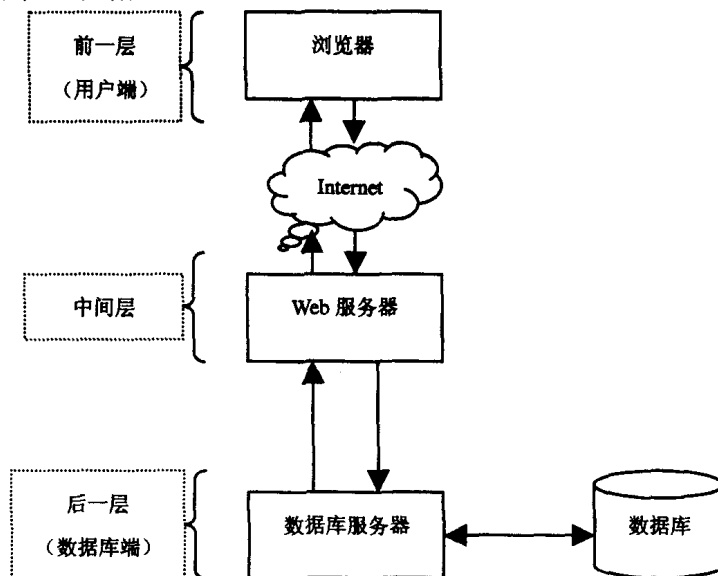 前一层
（用户端）
浏览器
Internet
中间层
Web 服务器
后一层
（数据库端）
数据库服务器
数据库